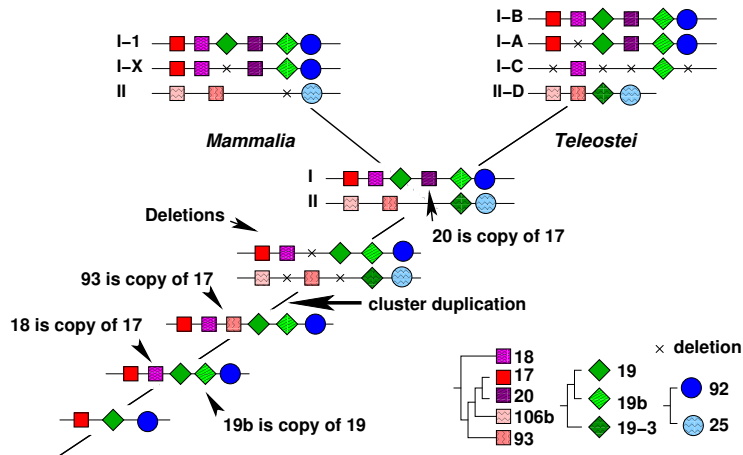 I-B
I-1
I-A
I-X
I-C
II
II-D
Mammalia
Teleostei
I
II
Deletions
20 is copy of 17
93 is copy of 17
cluster duplication
18 is copy of 17
19b is copy of 19
× deletion
18
17
20
106b
93
19
19b
19-3
92
25